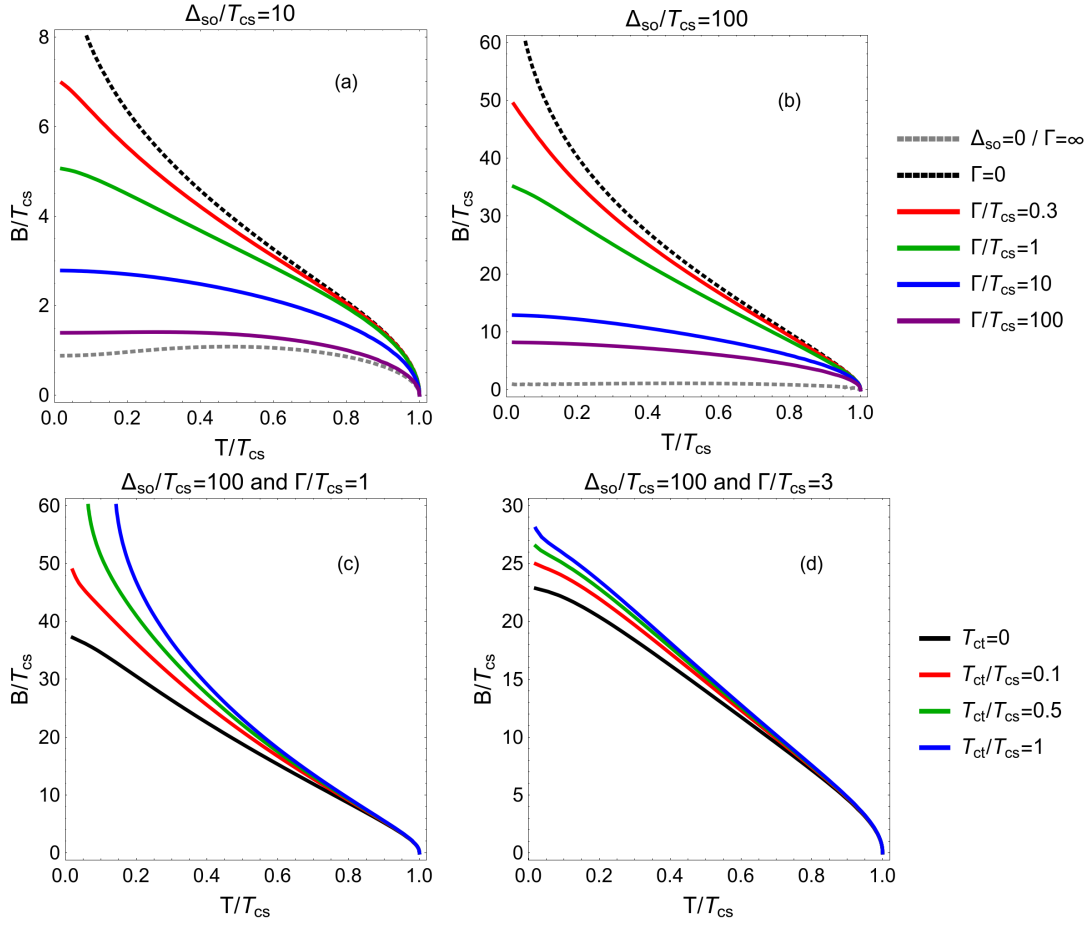 Δso/Tcs=10
(a)
B/Tcs
8
6
4
2
0
0.0 0.2 0.4 0.6 0.8 1.0
T/Tcs
Δso/Tcs=100
(b)
B/Tcs
60
50
40
30
20
10
0
0.0 0.2 0.4 0.6 0.8 1.0
T/Tcs
Δso=0 / Γ=∞
Γ=0
Γ/Tcs=0.3
Γ/Tcs=1
Γ/Tcs=10
Γ/Tcs=100
Δso/Tcs=100 and Γ/Tcs=1
(c)
B/Tcs
60
50
40
30
20
10
0
0.0 0.2 0.4 0.6 0.8 1.0
T/Tcs
Δso/Tcs=100 and Γ/Tcs=3
(d)
B/Tcs
30
25
20
15
10
5
0
0.0 0.2 0.4 0.6 0.8 1.0
T/Tcs
Tct=0
Tct/Tcs=0.1
Tct/Tcs=0.5
Tct/Tcs=1